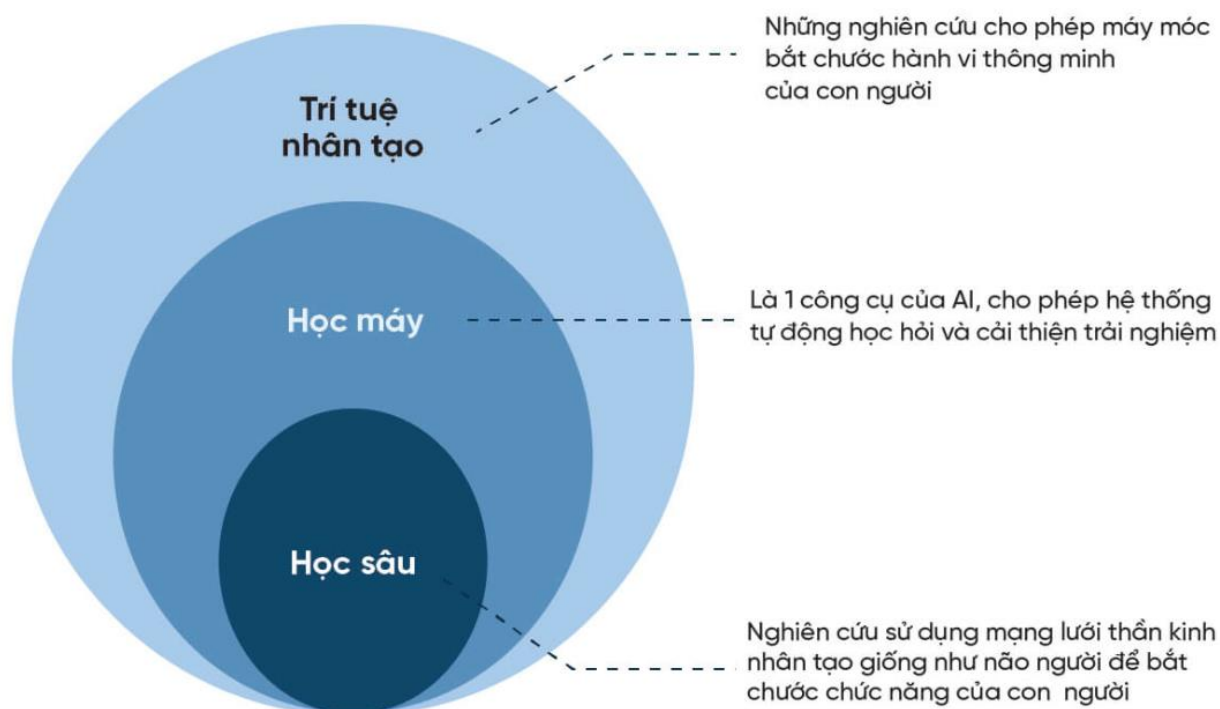 Những nghiên cứu cho phép máy móc
bắt chước hành vi thông minh
của con người
Trí tuệ
nhân tạo
Học máy
Là 1 công cụ của AI, cho phép hệ thống
tự động học hỏi và cải thiện trải nghiệm
Học sâu
Nghiên cứu sử dụng mạng lưới thần kinh
nhân tạo giống như não người để bắt
chước chức năng của con người